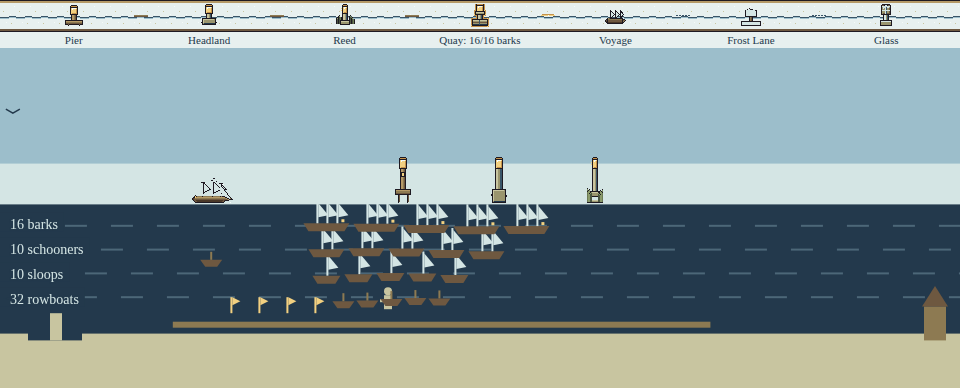 Pier Headland Reed Quay: 16/16 barks Voyage Frost Lane Glass
16 barks
10 schooners
10 sloops
32 rowboats